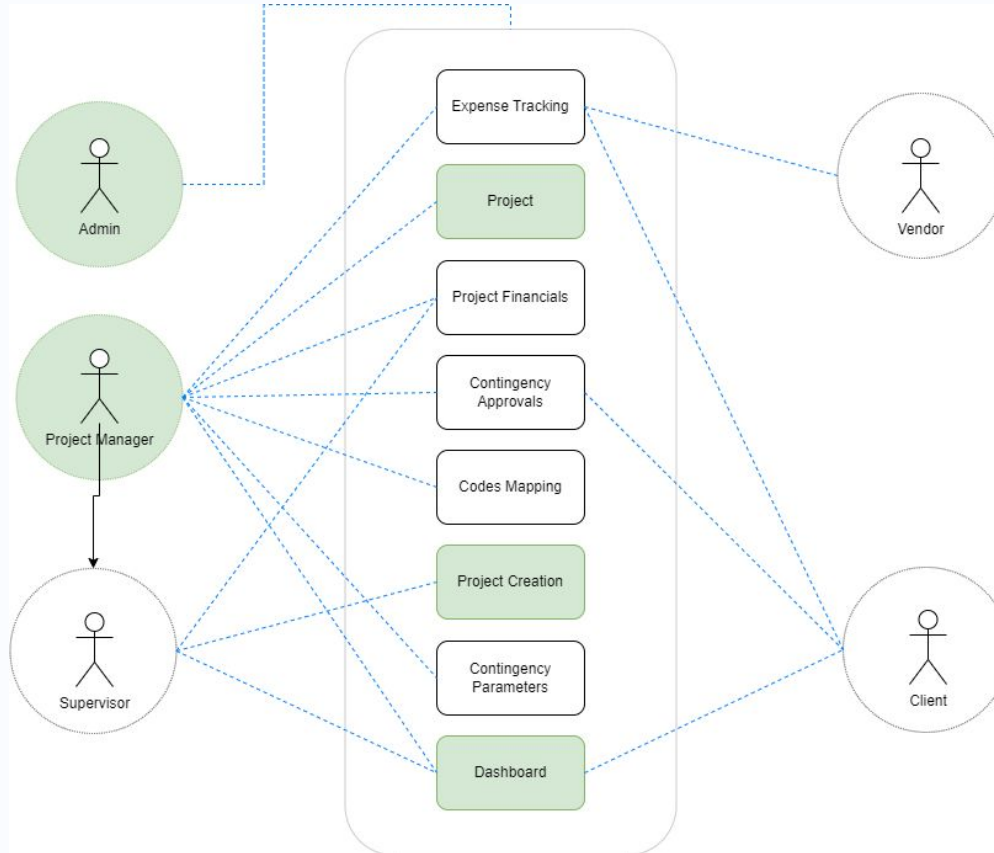 Expense Tracking
Admin
Project
Vendor
Project Financials
Contingency
Approvals
Project Manager
Codes Mapping
Project Creation
Contingency
Parameters
Supervisor
Client
Dashboard